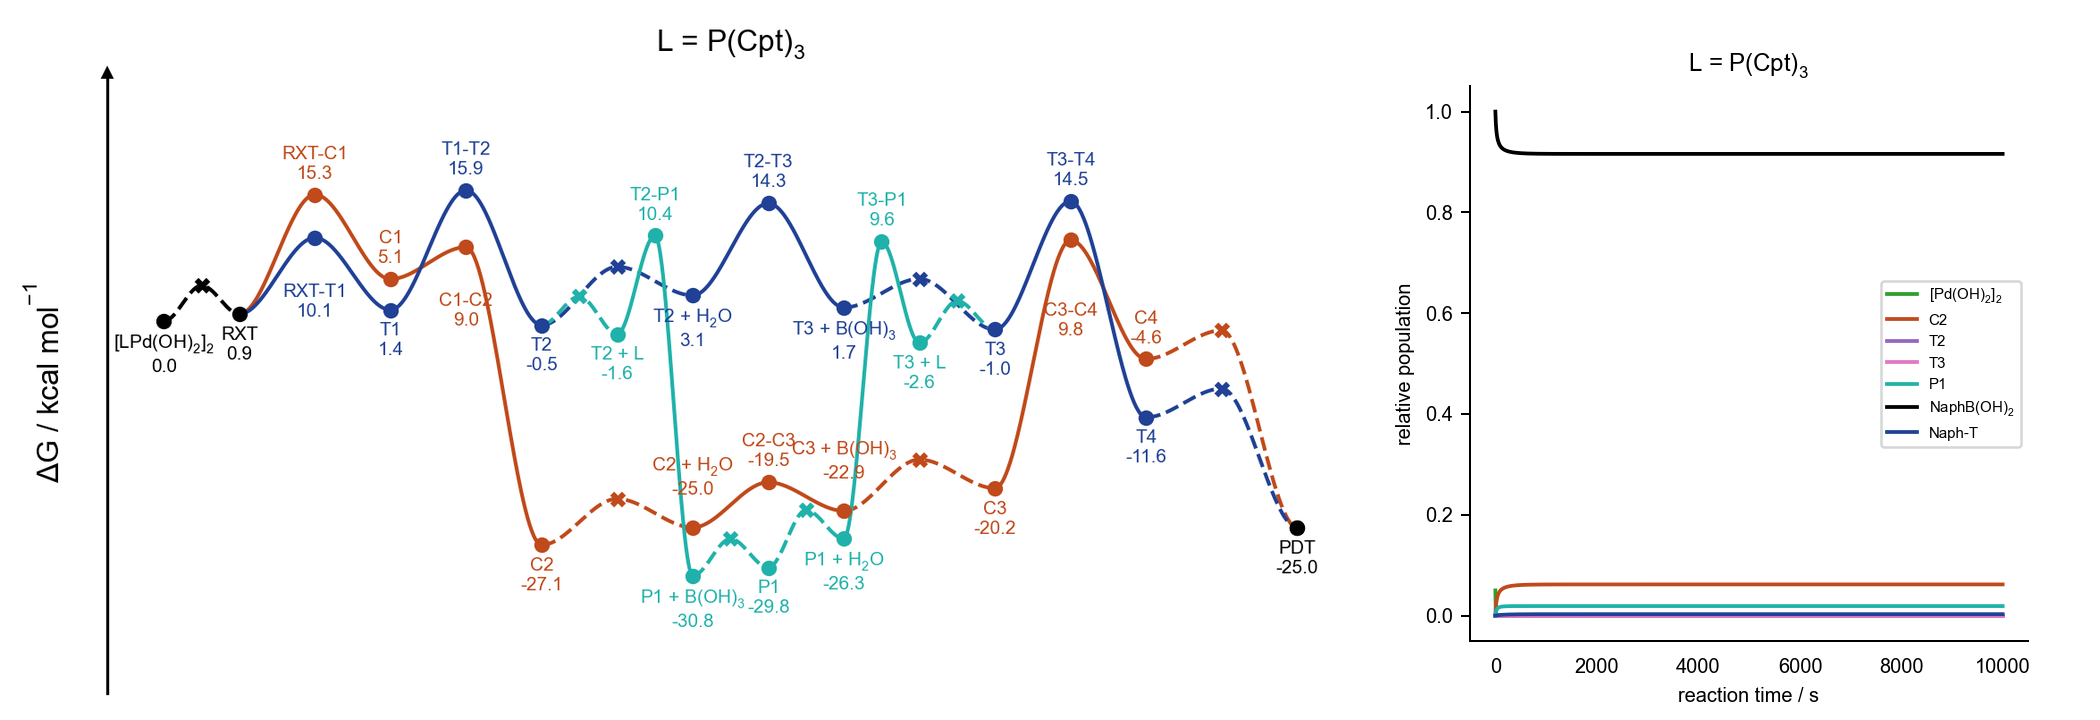 L = P(Cpt)₃
ΔG / kcal mol⁻¹
[LPd(OH)₂]₂
0.0
RXT
0.9
RXT-C1
15.3
RXT-T1
10.1
C1
5.1
T1
1.4
T1-T2
15.9
C1-C2
9.0
T2
-0.5
C2
-27.1
T2 + L
-1.6
T2-P1
10.4
T2 + H₂O
3.1
C2 + H₂O
-25.0
P1 + B(OH)₃
-30.8
T2-T3
14.3
C2-C3
-19.5
P1
-29.8
T3 + B(OH)₃
1.7
C3 + B(OH)₃
-22.9
P1 + H₂O
-26.3
T3-P1
9.6
T3 + L
-2.6
T3
-1.0
C3
-20.2
T3-T4
14.5
C3-C4
9.8
C4
-4.6
T4
-11.6
PDT
-25.0
L = P(Cpt)₃
relative population
1.0
0.8
0.6
0.4
0.2
0.0
[Pd(OH)₂]₂
C2
T2
T3
P1
NaphB(OH)₂
Naph-T
0 2000 4000 6000 8000 10000
reaction time / s